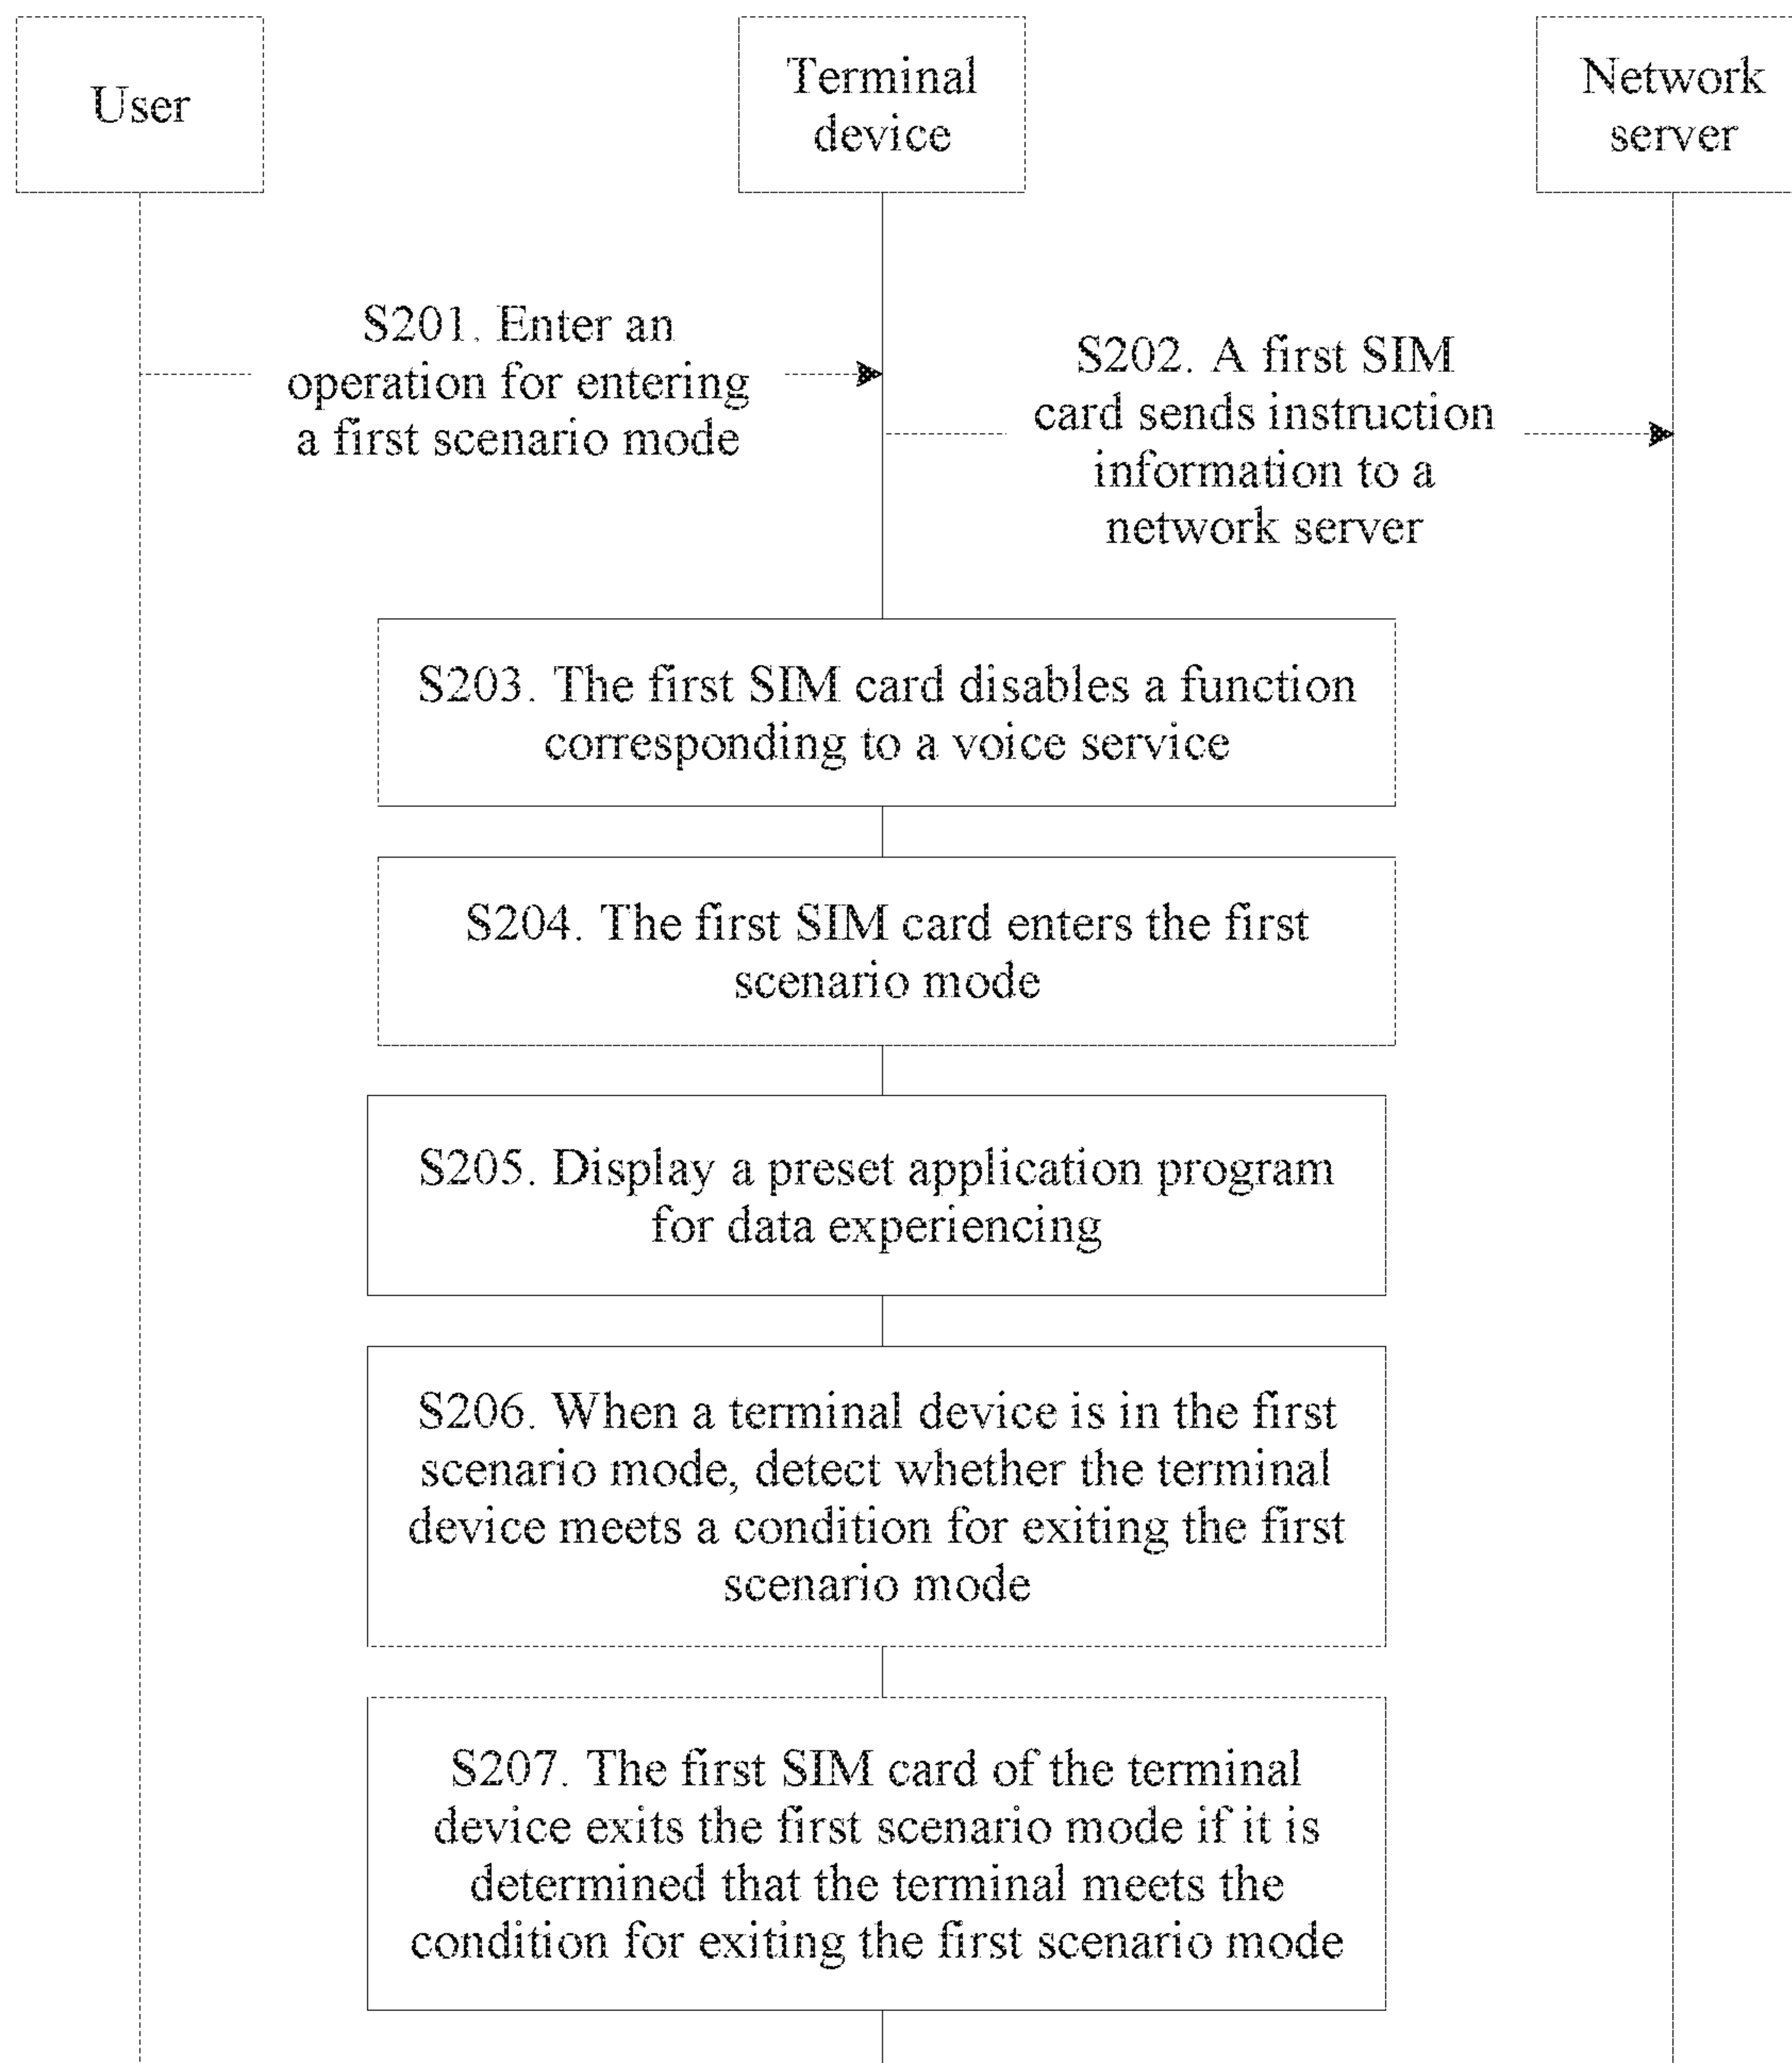 User
Terminal
device
Network
server
S201. Enter an
operation for entering
a first scenario mode
S202. A first SIM
card sends instruction
information to a
network server
S203. The first SIM card disables a function
corresponding to a voice service
S204. The first SIM card enters the first
scenario mode
S205. Display a preset application program
for data experiencing
S206. When a terminal device is in the first
scenario mode, detect whether the terminal
device meets a condition for exiting the first
scenario mode
S207. The first SIM card of the terminal
device exits the first scenario mode if it is
determined that the terminal meets the
condition for exiting the first scenario mode